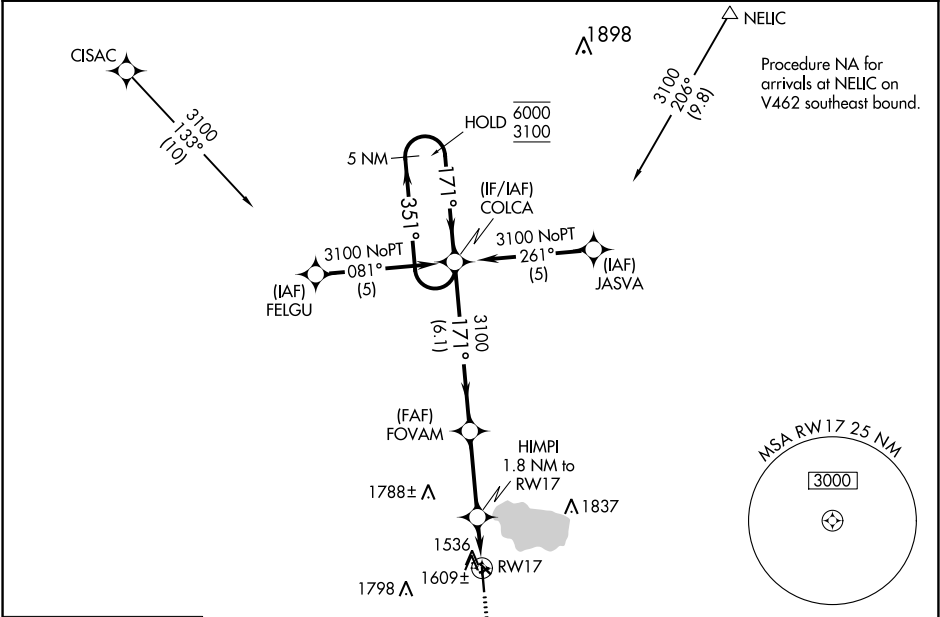 CISAC
3100
133°
(10)
1898
NELIC
3100
206°
(9.8)
Procedure NA for
arrivals at NELIC on
V462 southeast bound.
HOLD 6000
3100
5 NM
171°
351°
(IF/IAF)
COLCA
3100 NoPT
081°
(5)
(IAF)
FELGU
3100 NoPT
261°
(5)
(IAF)
JASVA
3100
171°
(6.1)
(FAF)
FOVAM
HIMPI
1.8 NM to
RW17
1788±
1837
1536
RW17
1609±
1798
MSA RW17 25 NM
3000